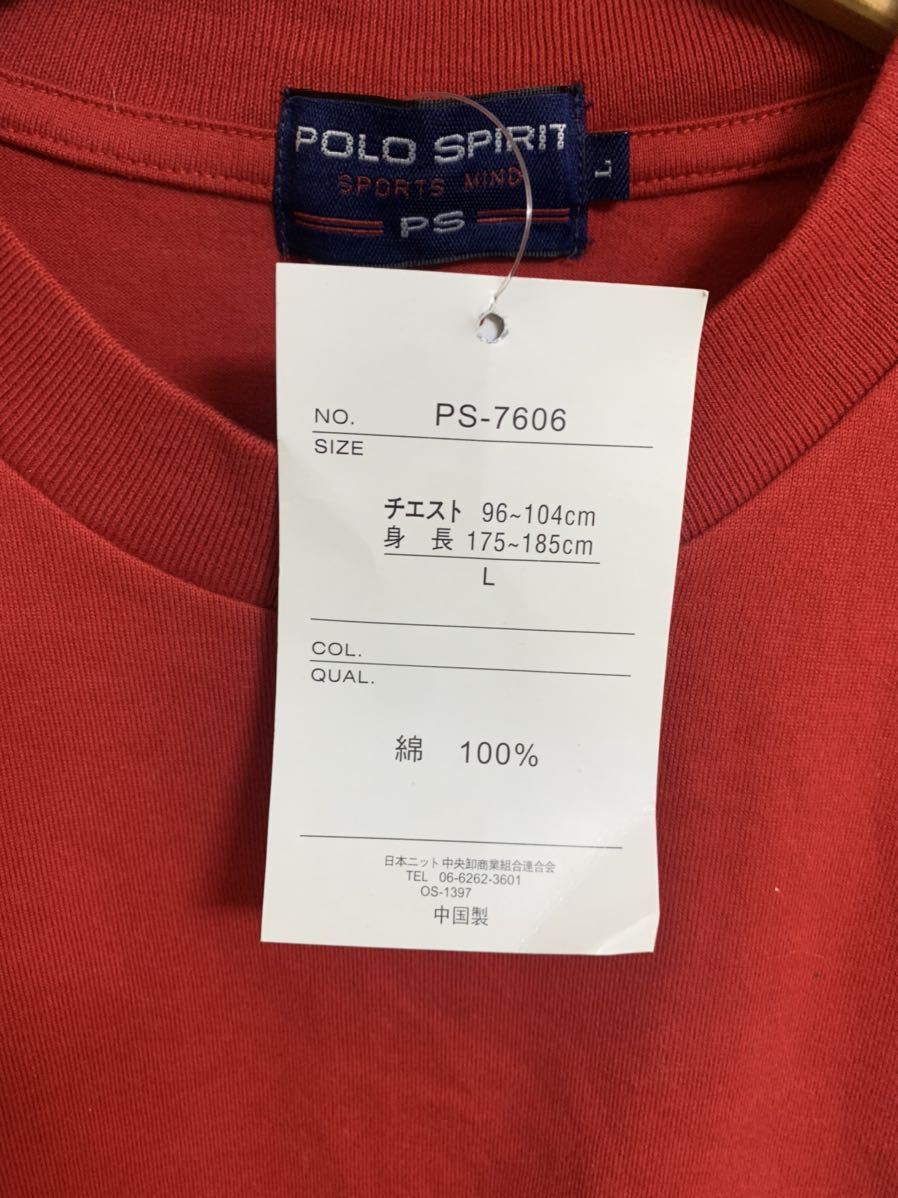 POLO SPIRIT
SPORTS MIND
PS
L
NO. PS-7606
SIZE
チエスト 96~104cm
身 長 175~185cm
L
COL.
QUAL.
綿 100%
日本ニット中央卸商業組合連合会
TEL 06-6262-3601
OS-1397
中国製